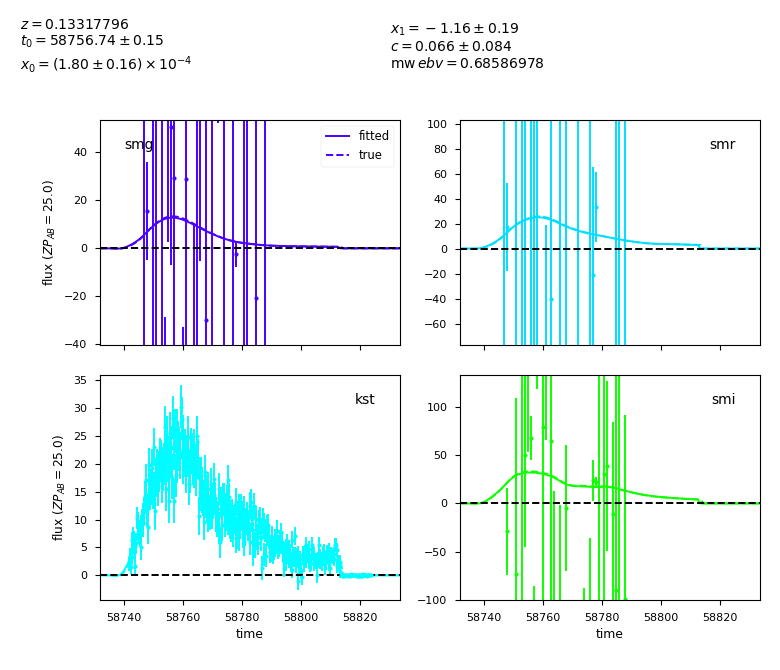 z = 0.13317796
t0 = 58756.74 ± 0.15
x0 = (1.80 ± 0.16) × 10^−4
x1 = −1.16 ± 0.19
c = 0.066 ± 0.084
mw ebv = 0.68586978
smg
fitted
true
40
20
0
−20
−40
flux (ZP_AB = 25.0)
smr
100
80
60
40
20
0
−20
−40
−60
kst
35
30
25
20
15
10
5
0
flux (ZP_AB = 25.0)
58740 58760 58780 58800 58820
time
smi
100
50
0
−50
−100
58740 58760 58780 58800 58820
time